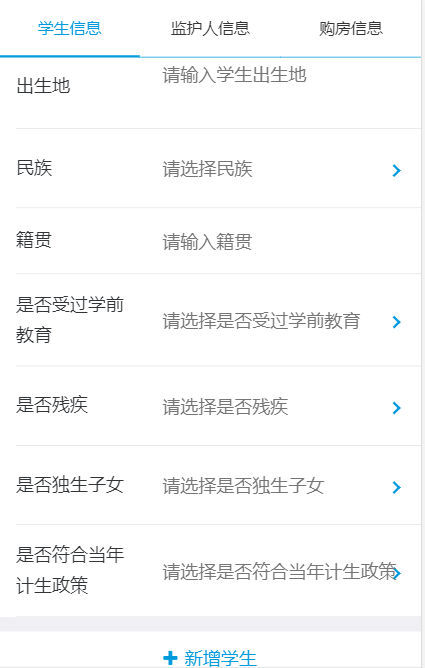 学生信息 监护人信息 购房信息
出生地 请输入学生出生地
民族 请选择民族
籍贯 请输入籍贯
是否受过学前
教育 请选择是否受过学前教育
是否残疾 请选择是否残疾
是否独生子女 请选择是否独生子女
是否符合当年
计生政策 请选择是否符合当年计生政策
新增学生